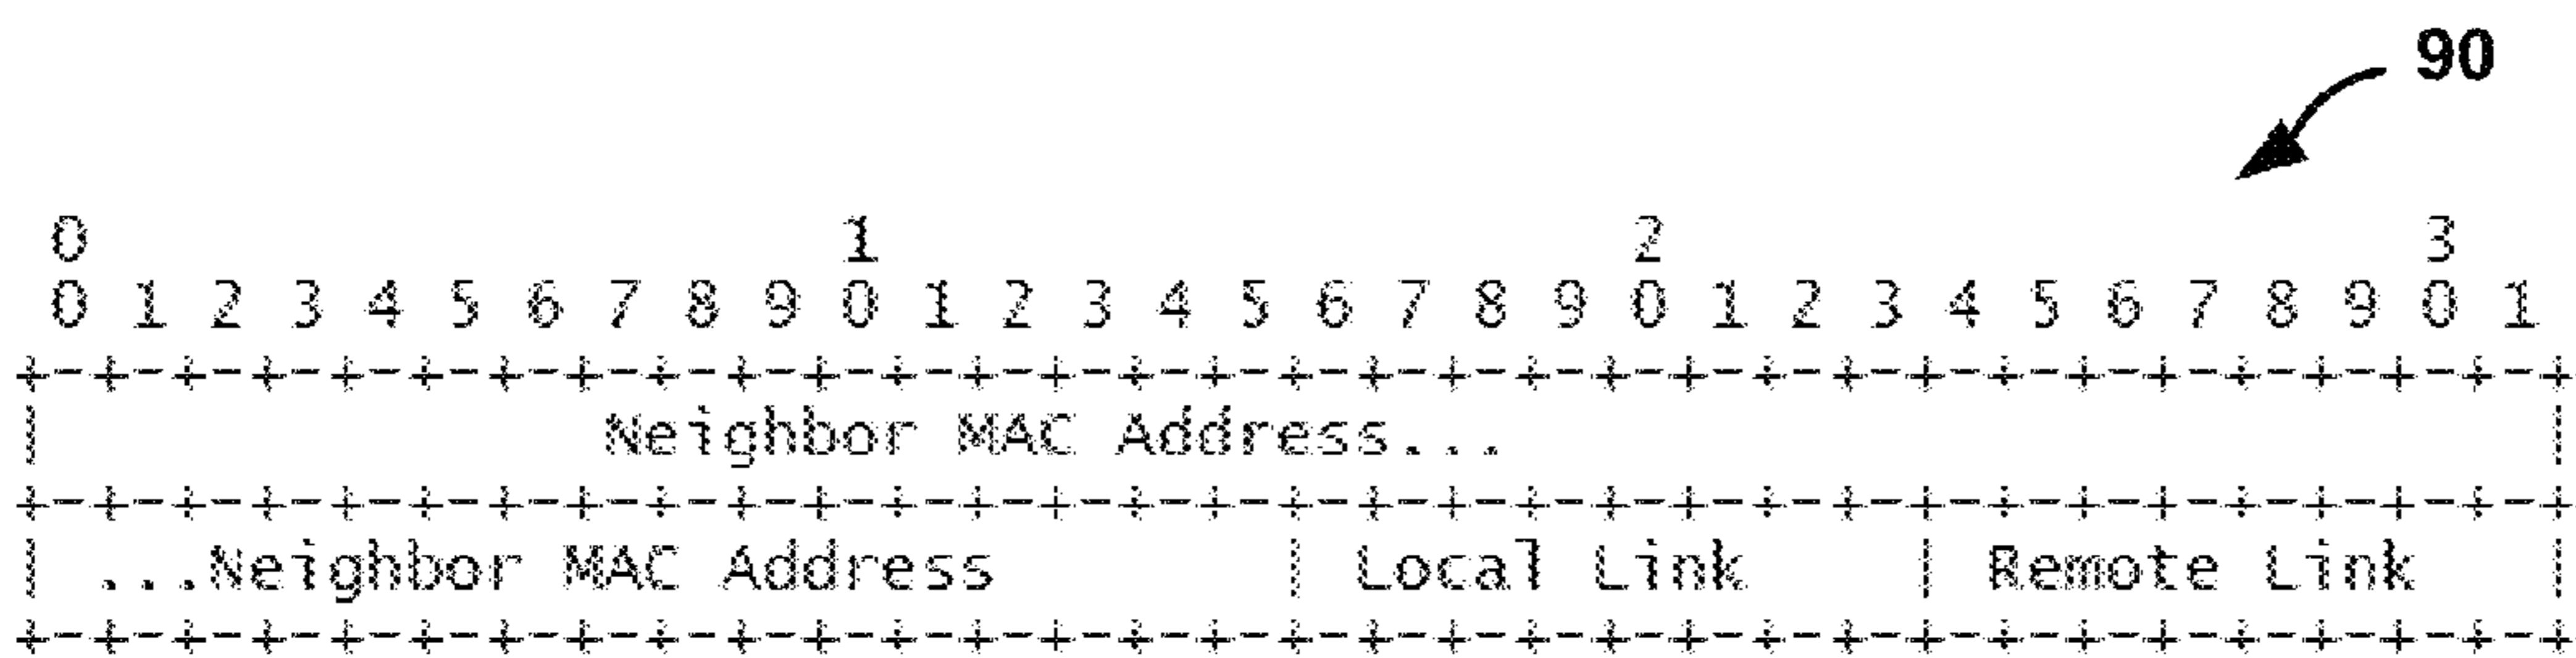 90
0 1 2 3
0 1 2 3 4 5 6 7 8 9 0 1 2 3 4 5 6 7 8 9 0 1 2 3 4 5 6 7 8 9 0 1
+-+-+-+-+-+-+-+-+-+-+-+-+-+-+-+-+-+-+-+-+-+-+-+-+-+-+-+-+-+-+-+-+
| Neighbor MAC Address... |
+-+-+-+-+-+-+-+-+-+-+-+-+-+-+-+-+-+-+-+-+-+-+-+-+-+-+-+-+-+-+-+-+
| ...Neighbor MAC Address | Local Link | Remote Link |
+-+-+-+-+-+-+-+-+-+-+-+-+-+-+-+-+-+-+-+-+-+-+-+-+-+-+-+-+-+-+-+-+